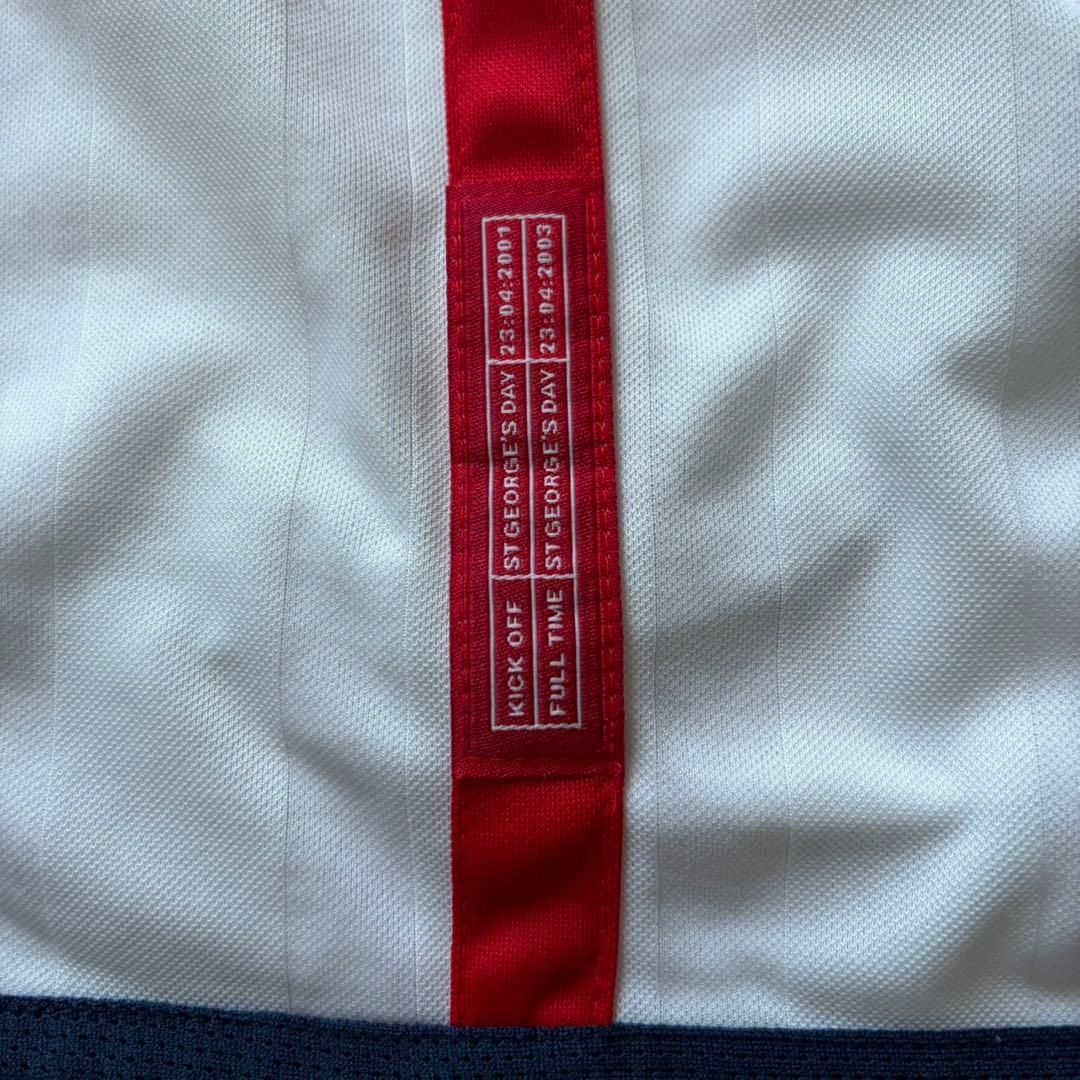 KICK OFF ST GEORGE'S DAY 23:04:2001
FULL TIME ST GEORGE'S DAY 23:04:2003